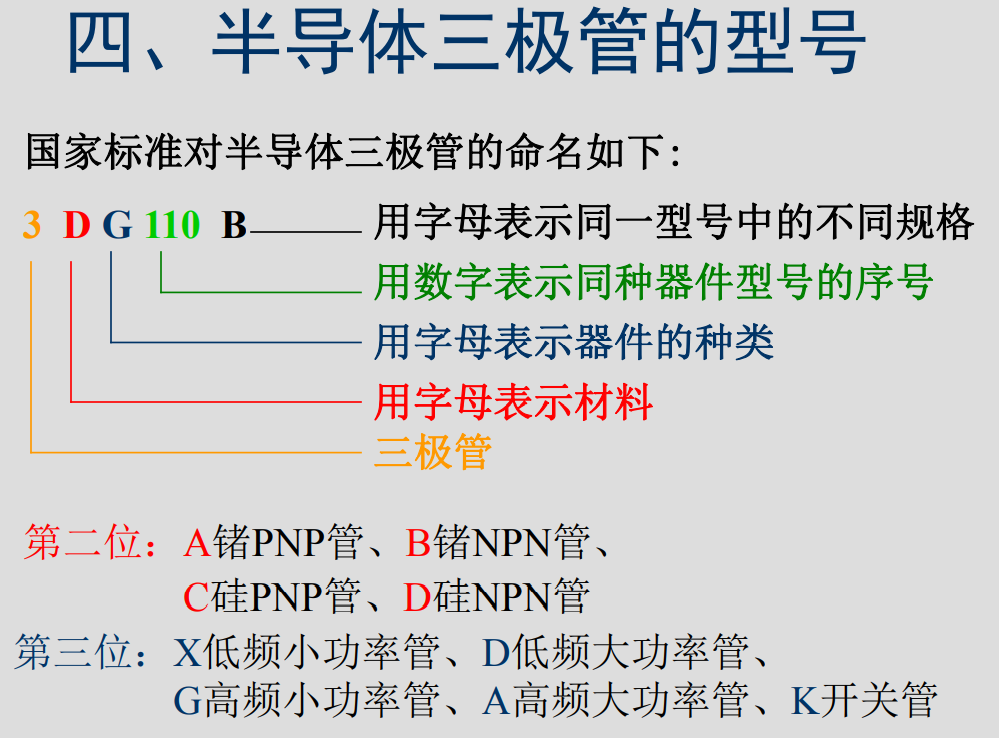 四、半导体三极管的型号
国家标准对半导体三极管的命名如下：
3 D G 110 B 用字母表示同一型号中的不同规格
用数字表示同种器件型号的序号
用字母表示器件的种类
用字母表示材料
三极管
第二位：A锗PNP管、B锗NPN管、
C硅PNP管、D硅NPN管
第三位：X低频小功率管、D低频大功率管、
G高频小功率管、A高频大功率管、K开关管